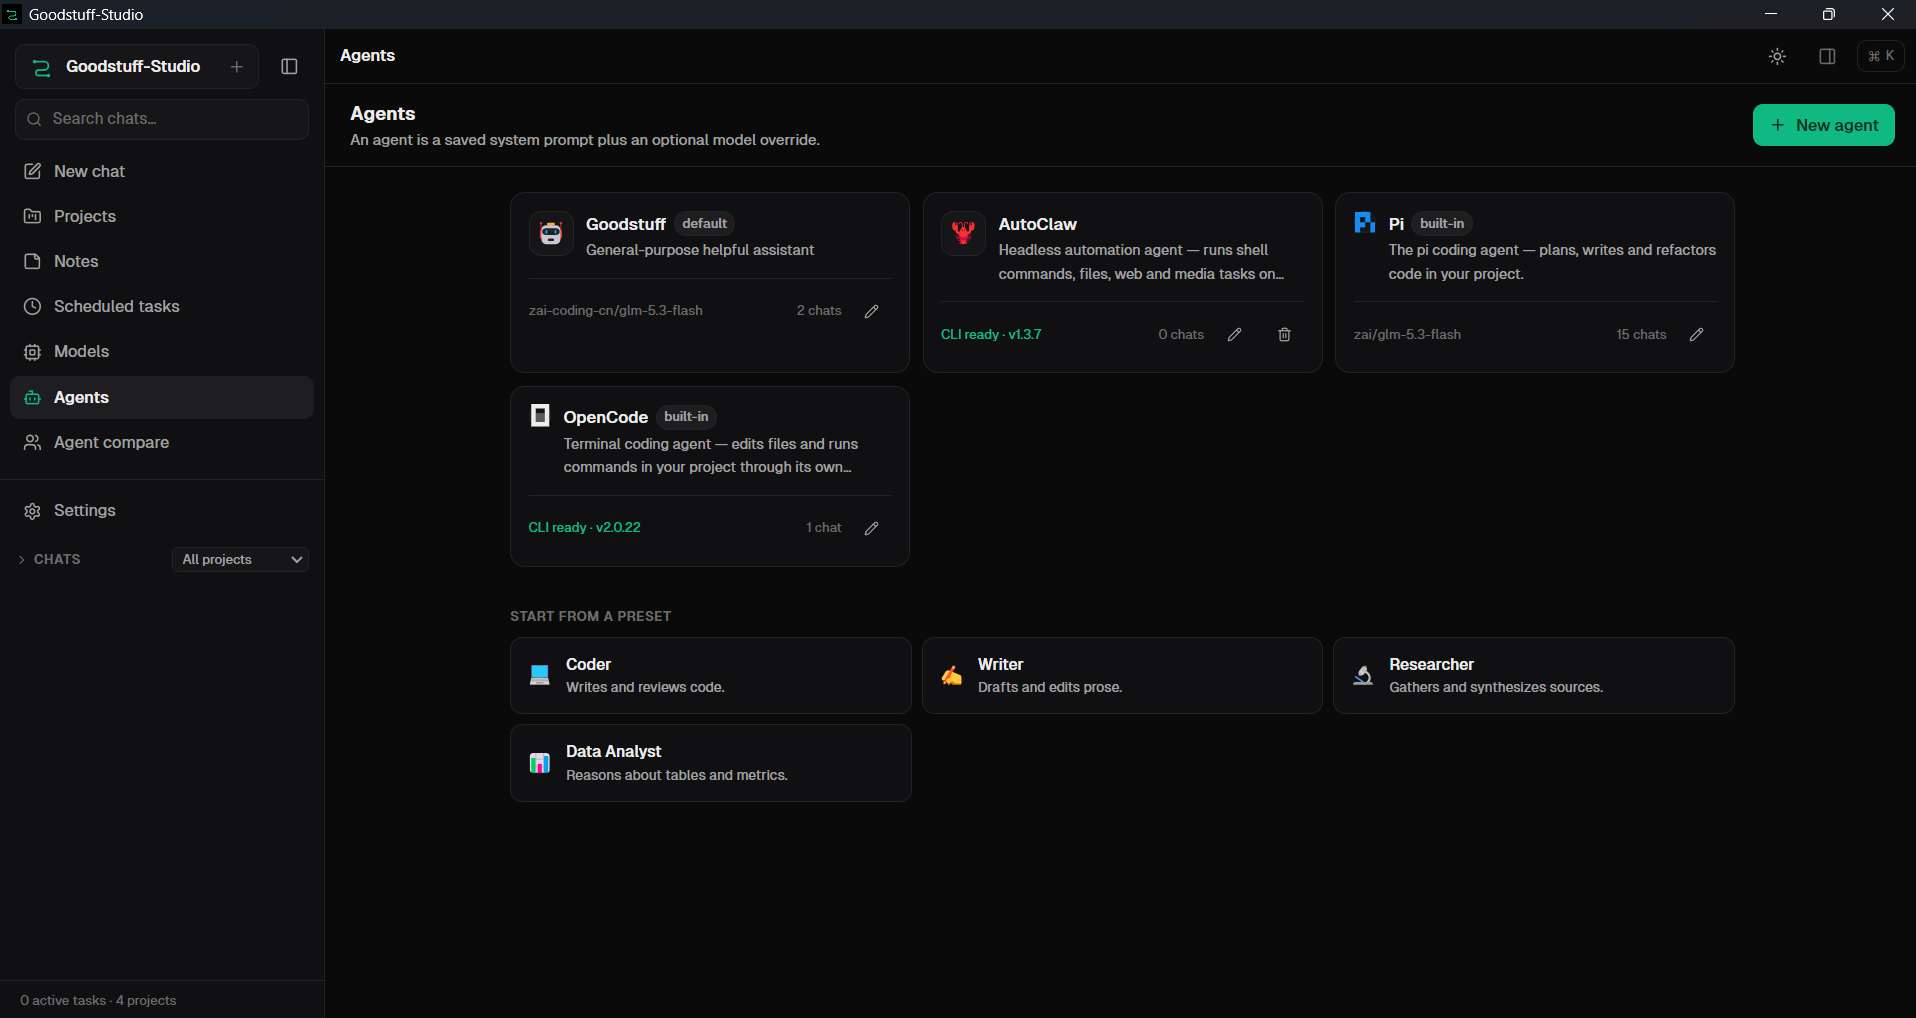 Goodstuff-Studio
Goodstuff-Studio
Search chats...
New chat
Projects
Notes
Scheduled tasks
Models
Agents
Agent compare
Settings
CHATS
All projects
0 active tasks · 4 projects
Agents
⌘ K
Agents
An agent is a saved system prompt plus an optional model override.
New agent
Goodstuff default
General-purpose helpful assistant
zai-coding-cn/glm-5.3-flash 2 chats
AutoClaw
Headless automation agent — runs shell
commands, files, web and media tasks on...
CLI ready · v1.3.7 0 chats
Pi built-in
The pi coding agent — plans, writes and refactors
code in your project.
zai/glm-5.3-flash 15 chats
OpenCode built-in
Terminal coding agent — edits files and runs
commands in your project through its own...
CLI ready · v2.0.22 1 chat
START FROM A PRESET
Coder
Writes and reviews code.
Writer
Drafts and edits prose.
Researcher
Gathers and synthesizes sources.
Data Analyst
Reasons about tables and metrics.